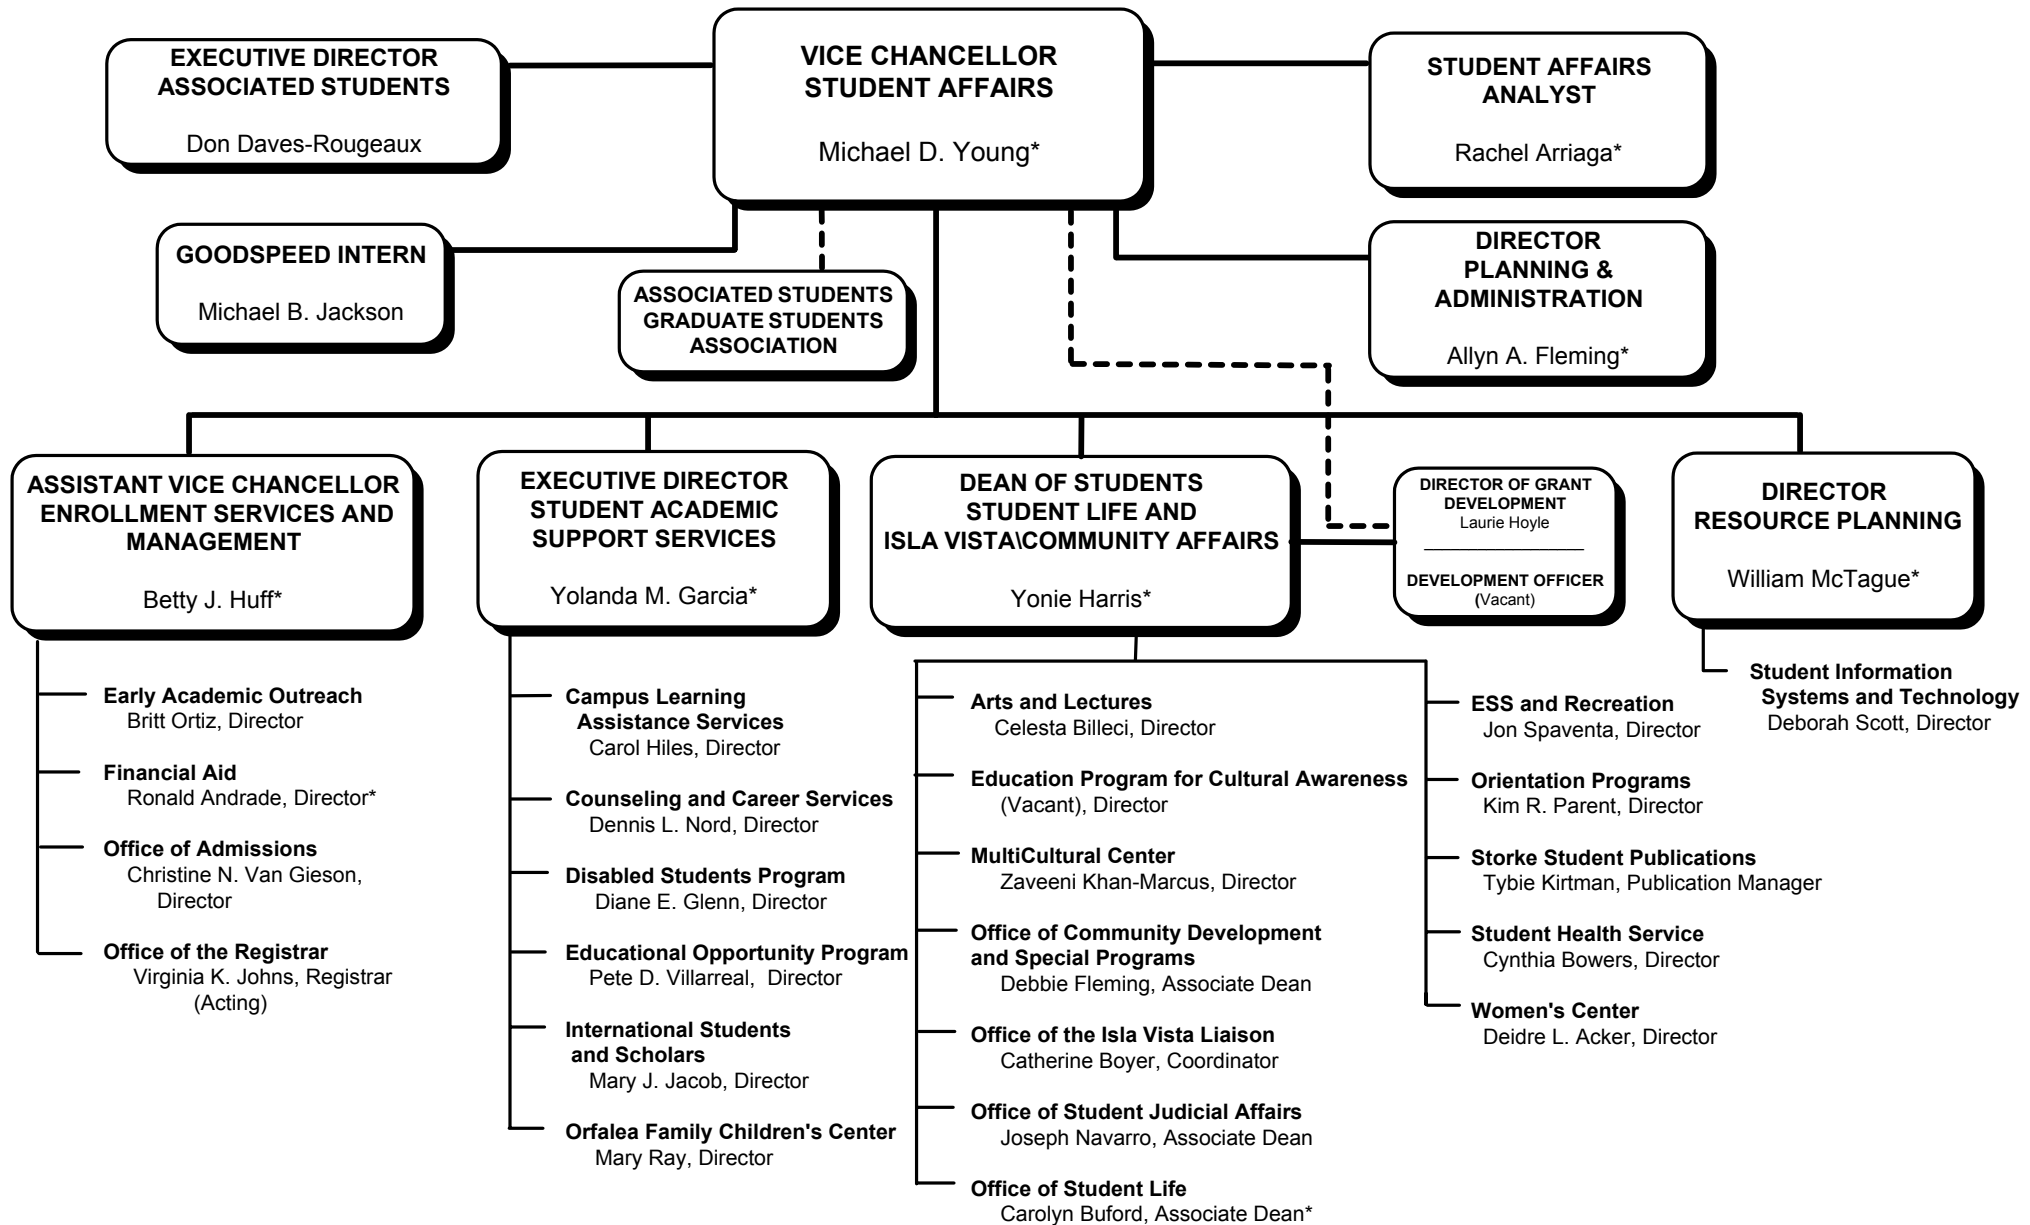 EXECUTIVE DIRECTOR
ASSOCIATED STUDENTS
Don Daves-Rougeaux
VICE CHANCELLOR
STUDENT AFFAIRS
Michael D. Young*
STUDENT AFFAIRS
ANALYST
Rachel Arriaga*
GOODSPEED INTERN
Michael B. Jackson
ASSOCIATED STUDENTS
GRADUATE STUDENTS
ASSOCIATION
DIRECTOR
PLANNING &
ADMINISTRATION
Allyn A. Fleming*
ASSISTANT VICE CHANCELLOR
ENROLLMENT SERVICES AND
MANAGEMENT
Betty J. Huff*
EXECUTIVE DIRECTOR
STUDENT ACADEMIC
SUPPORT SERVICES
Yolanda M. Garcia*
DEAN OF STUDENTS
STUDENT LIFE AND
ISLA VISTA\COMMUNITY AFFAIRS
Yonie Harris*
DIRECTOR OF GRANT
DEVELOPMENT
Laurie Hoyle
DEVELOPMENT OFFICER
(Vacant)
DIRECTOR
RESOURCE PLANNING
William McTague*
Early Academic Outreach
Britt Ortiz, Director
Financial Aid
Ronald Andrade, Director*
Office of Admissions
Christine N. Van Gieson,
Director
Office of the Registrar
Virginia K. Johns, Registrar
(Acting)
Campus Learning
Assistance Services
Carol Hiles, Director
Counseling and Career Services
Dennis L. Nord, Director
Disabled Students Program
Diane E. Glenn, Director
Educational Opportunity Program
Pete D. Villarreal, Director
International Students
and Scholars
Mary J. Jacob, Director
Orfalea Family Children's Center
Mary Ray, Director
Arts and Lectures
Celesta Billeci, Director
Education Program for Cultural Awareness
(Vacant), Director
MultiCultural Center
Zaveeni Khan-Marcus, Director
Office of Community Development
and Special Programs
Debbie Fleming, Associate Dean
Office of the Isla Vista Liaison
Catherine Boyer, Coordinator
Office of Student Judicial Affairs
Joseph Navarro, Associate Dean
Office of Student Life
Carolyn Buford, Associate Dean*
ESS and Recreation
Jon Spaventa, Director
Orientation Programs
Kim R. Parent, Director
Storke Student Publications
Tybie Kirtman, Publication Manager
Student Health Service
Cynthia Bowers, Director
Women's Center
Deidre L. Acker, Director
Student Information
Systems and Technology
Deborah Scott, Director